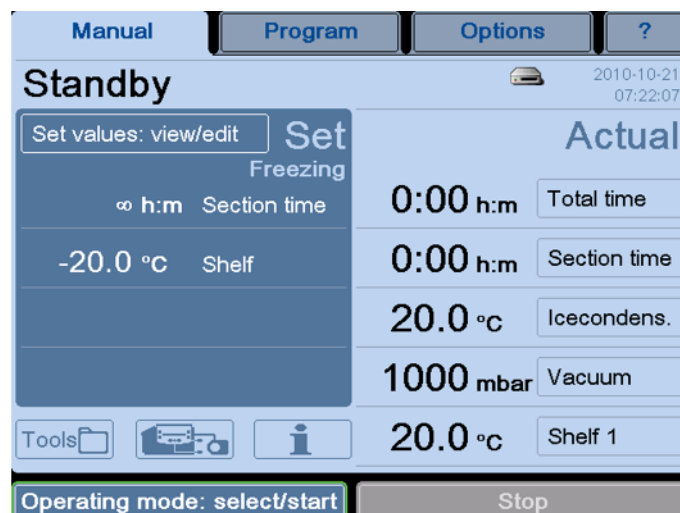 Manual Program Options ?
Standby
2010-10-21
07:22:07
Set values: view/edit Set
Freezing
∞ h:m Section time
-20.0 °C Shelf
Actual
0:00 h:m Total time
0:00 h:m Section time
20.0 °C Icecondens.
1000 mbar Vacuum
20.0 °C Shelf 1
Tools i
Operating mode: select/start Stop